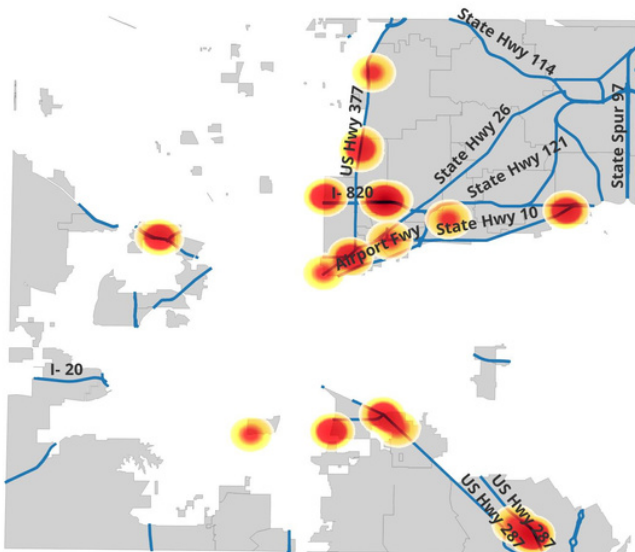 State Hwy 114
US Hwy 377
State Hwy 26
State Spur 97
State Hwy 121
I- 820
State Hwy 10
Airport Fwy
I- 20
US Hwy 287
US Hwy 287